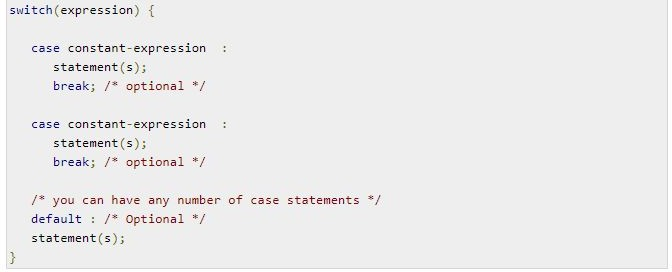 switch(expression) {
case constant-expression :
statement(s);
break; /* optional */
case constant-expression :
statement(s);
break; /* optional */
/* you can have any number of case statements */
default : /* Optional */
statement(s);
}